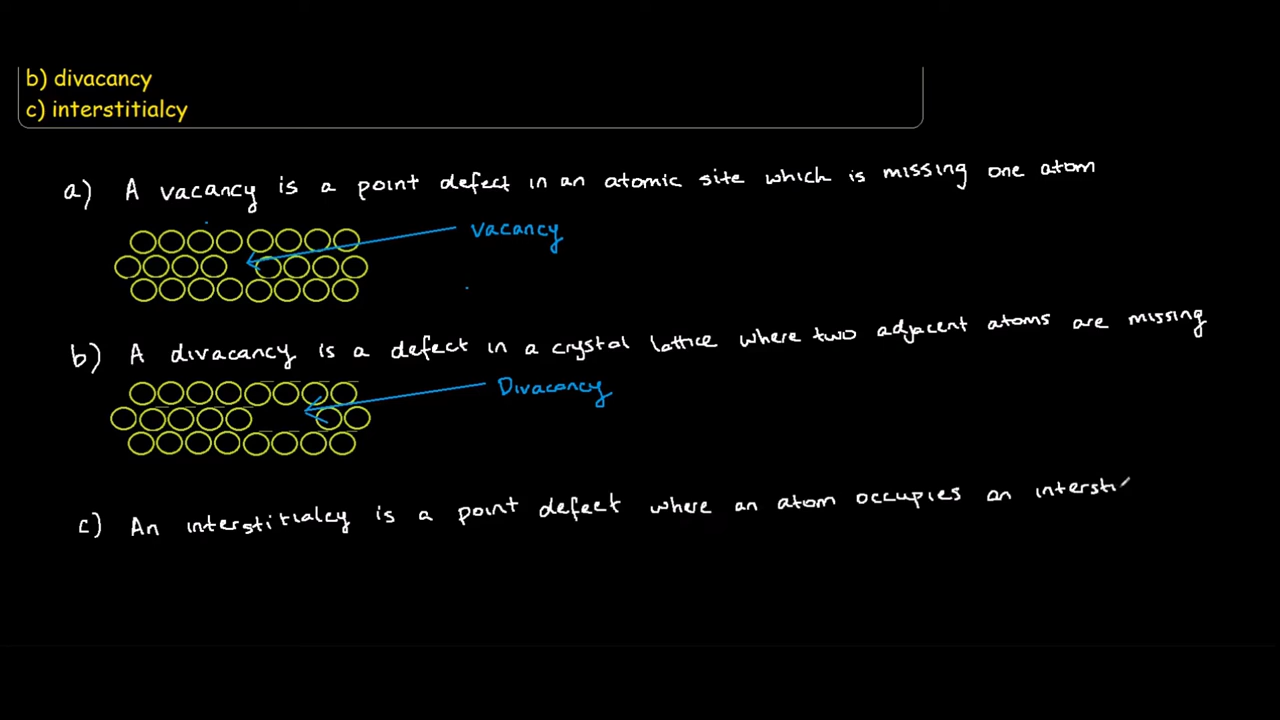 b) divacancy
c) interstitialcy
a) A vacancy is a point defect in an atomic site which is missing one atom
vacancy
b) A divacancy is a defect in a crystal lattice where two adjacent atoms are missing
Divacancy
c) An interstitialcy is a point defect where an atom occupies an intersti